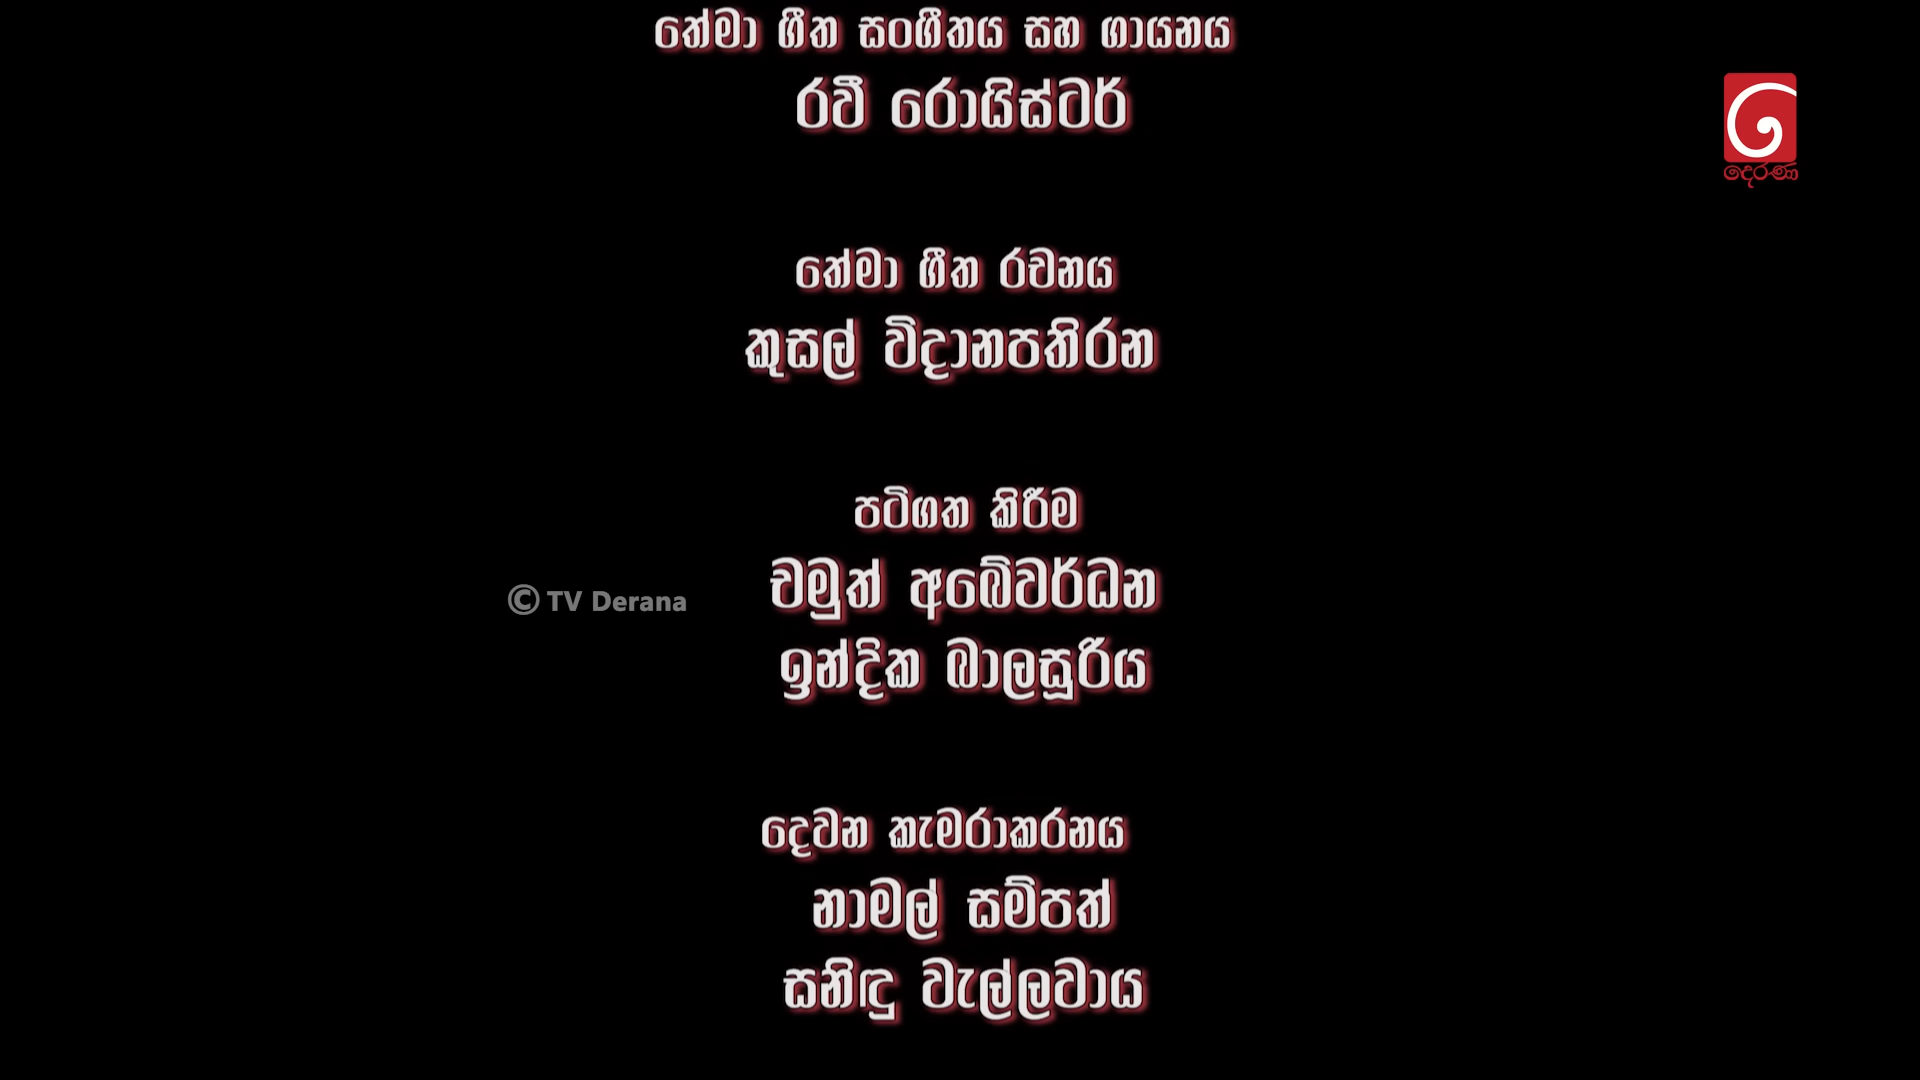 තේමා ගීත සංගීතය සහ ගායනය
රවී රොයිස්ටර්
දෙරණ
තේමා ගීත රචනය
කුසල් විදානපතිරන
පටිගත කිරීම
චමුත් අබේවර්ධන
© TV Derana
ඉන්දික බාලසූරිය
දෙවන කැමරාකරනය
නාමල් සම්පත්
සනිඳු වැල්ලවාය